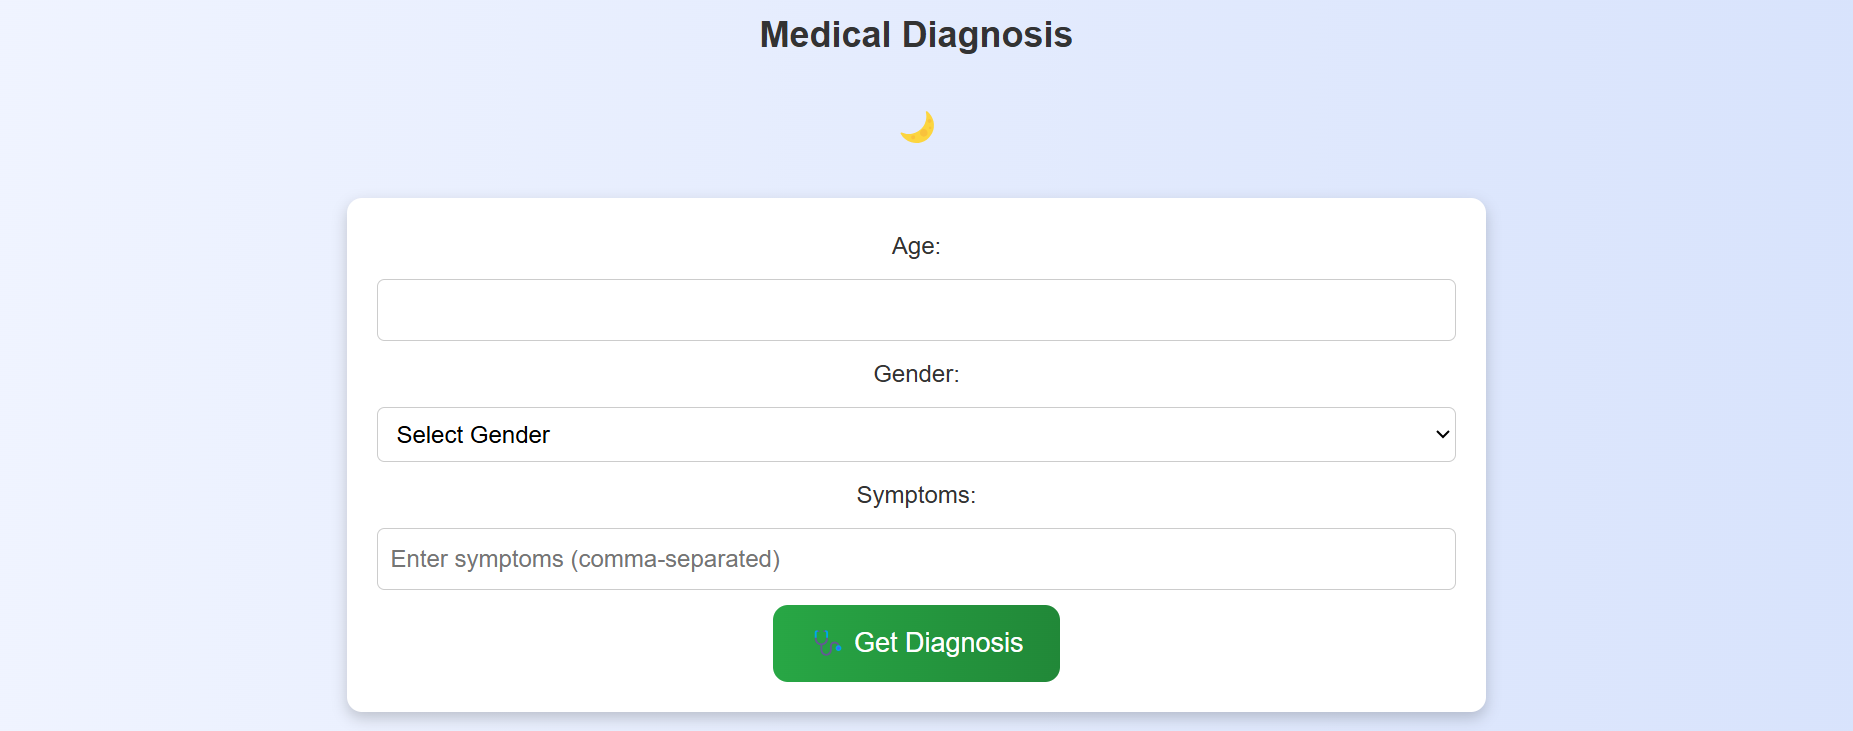 Medical Diagnosis
Age:
Gender:
Select Gender
Symptoms:
Enter symptoms (comma-separated)
Get Diagnosis